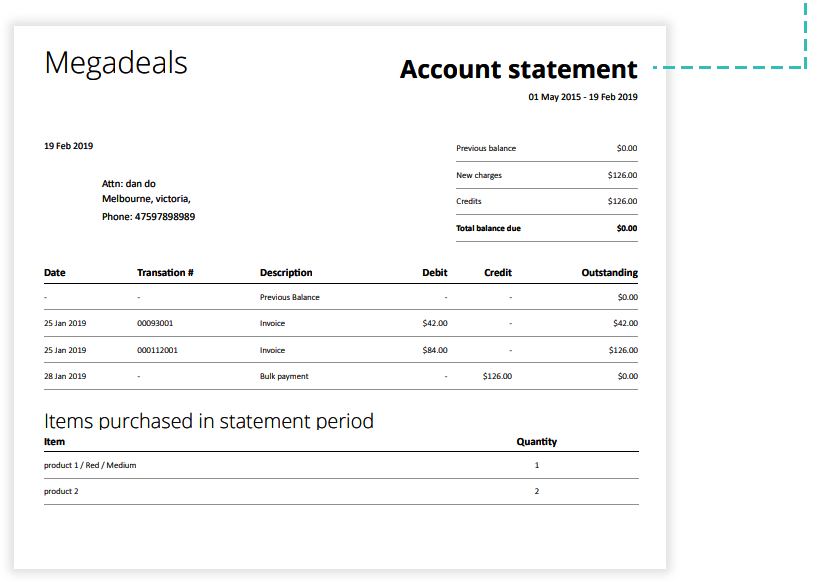 Megadeals
Account statement
01 May 2015 - 19 Feb 2019
19 Feb 2019
Attn: dan do
Melbourne, victoria,
Phone: 47597898989
Previous balance $0.00
New charges $126.00
Credits $126.00
Total balance due $0.00
Date Transation # Description Debit Credit Outstanding
- - Previous Balance - - $0.00
25 Jan 2019 00093001 Invoice $42.00 - $42.00
25 Jan 2019 000112001 Invoice $84.00 - $126.00
28 Jan 2019 - Bulk payment - $126.00 $0.00
Items purchased in statement period
Item Quantity
product 1 / Red / Medium 1
product 2 2